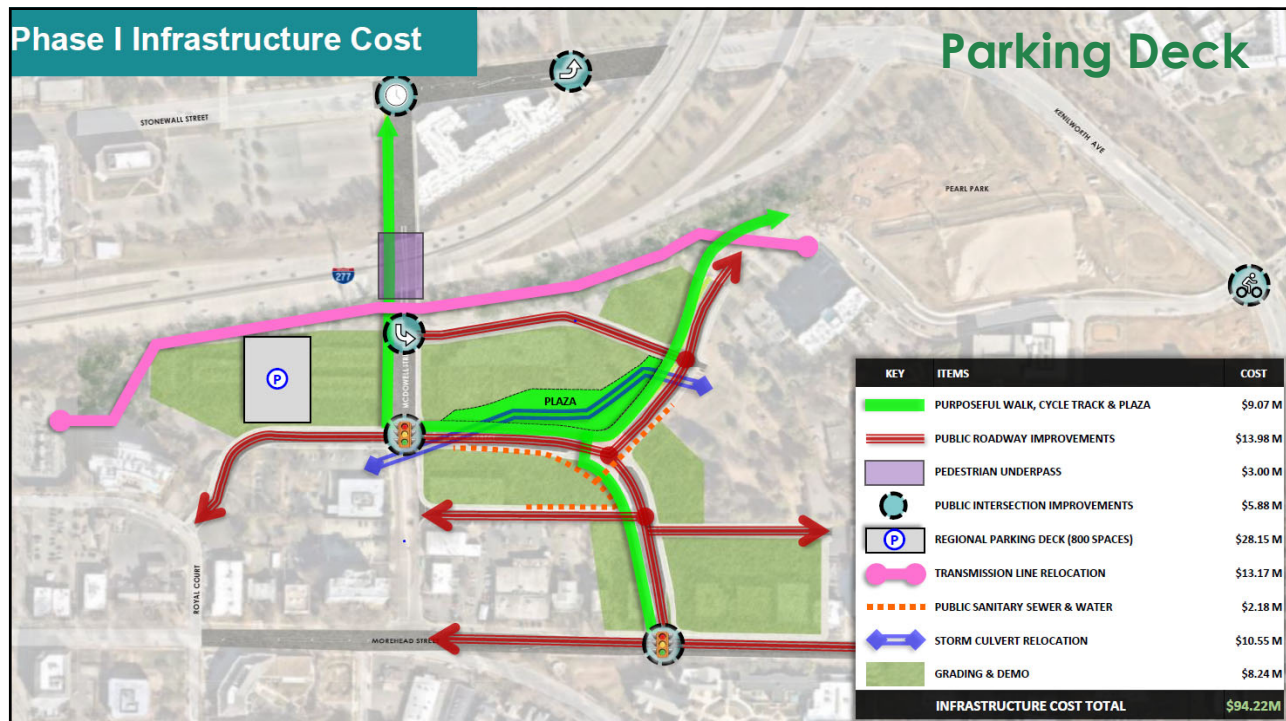 Phase I Infrastructure Cost
Parking Deck
STONEWALL STREET
KENILWORTH AVE
PEARL PARK
277
P
MCDOWELL STR
PLAZA
ROYAL COURT
MOREHEAD STREET
KEY ITEMS COST
PURPOSEFUL WALK, CYCLE TRACK & PLAZA $9.07 M
PUBLIC ROADWAY IMPROVEMENTS $13.98 M
PEDESTRIAN UNDERPASS $3.00 M
PUBLIC INTERSECTION IMPROVEMENTS $5.88 M
P REGIONAL PARKING DECK (800 SPACES) $28.15 M
TRANSMISSION LINE RELOCATION $13.17 M
PUBLIC SANITARY SEWER & WATER $2.18 M
STORM CULVERT RELOCATION $10.55 M
GRADING & DEMO $8.24 M
INFRASTRUCTURE COST TOTAL $94.22M